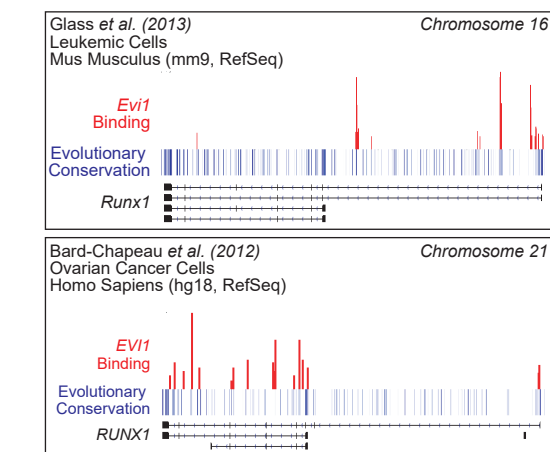 Glass et al. (2013) Chromosome 16
Leukemic Cells
Mus Musculus (mm9, RefSeq)
Evi1
Binding
Evolutionary
Conservation
Runx1
Bard-Chapeau et al. (2012) Chromosome 21
Ovarian Cancer Cells
Homo Sapiens (hg18, RefSeq)
EVI1
Binding
Evolutionary
Conservation
RUNX1